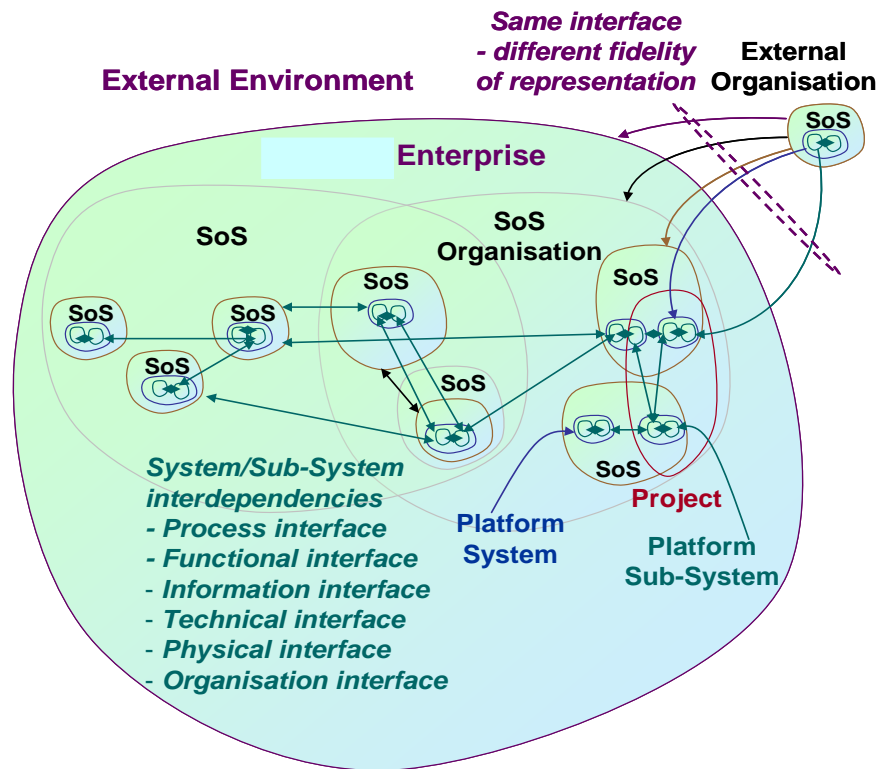 Same interface
- different fidelity
of representation
External
Organisation
External Environment
SoS
Enterprise
SoS
SoS
Organisation
SoS
SoS
SoS
SoS
SoS
SoS
System/Sub-System
interdependencies
- Process interface
- Functional interface
- Information interface
- Technical interface
- Physical interface
- Organisation interface
SoS
Project
Platform
System
Platform
Sub-System